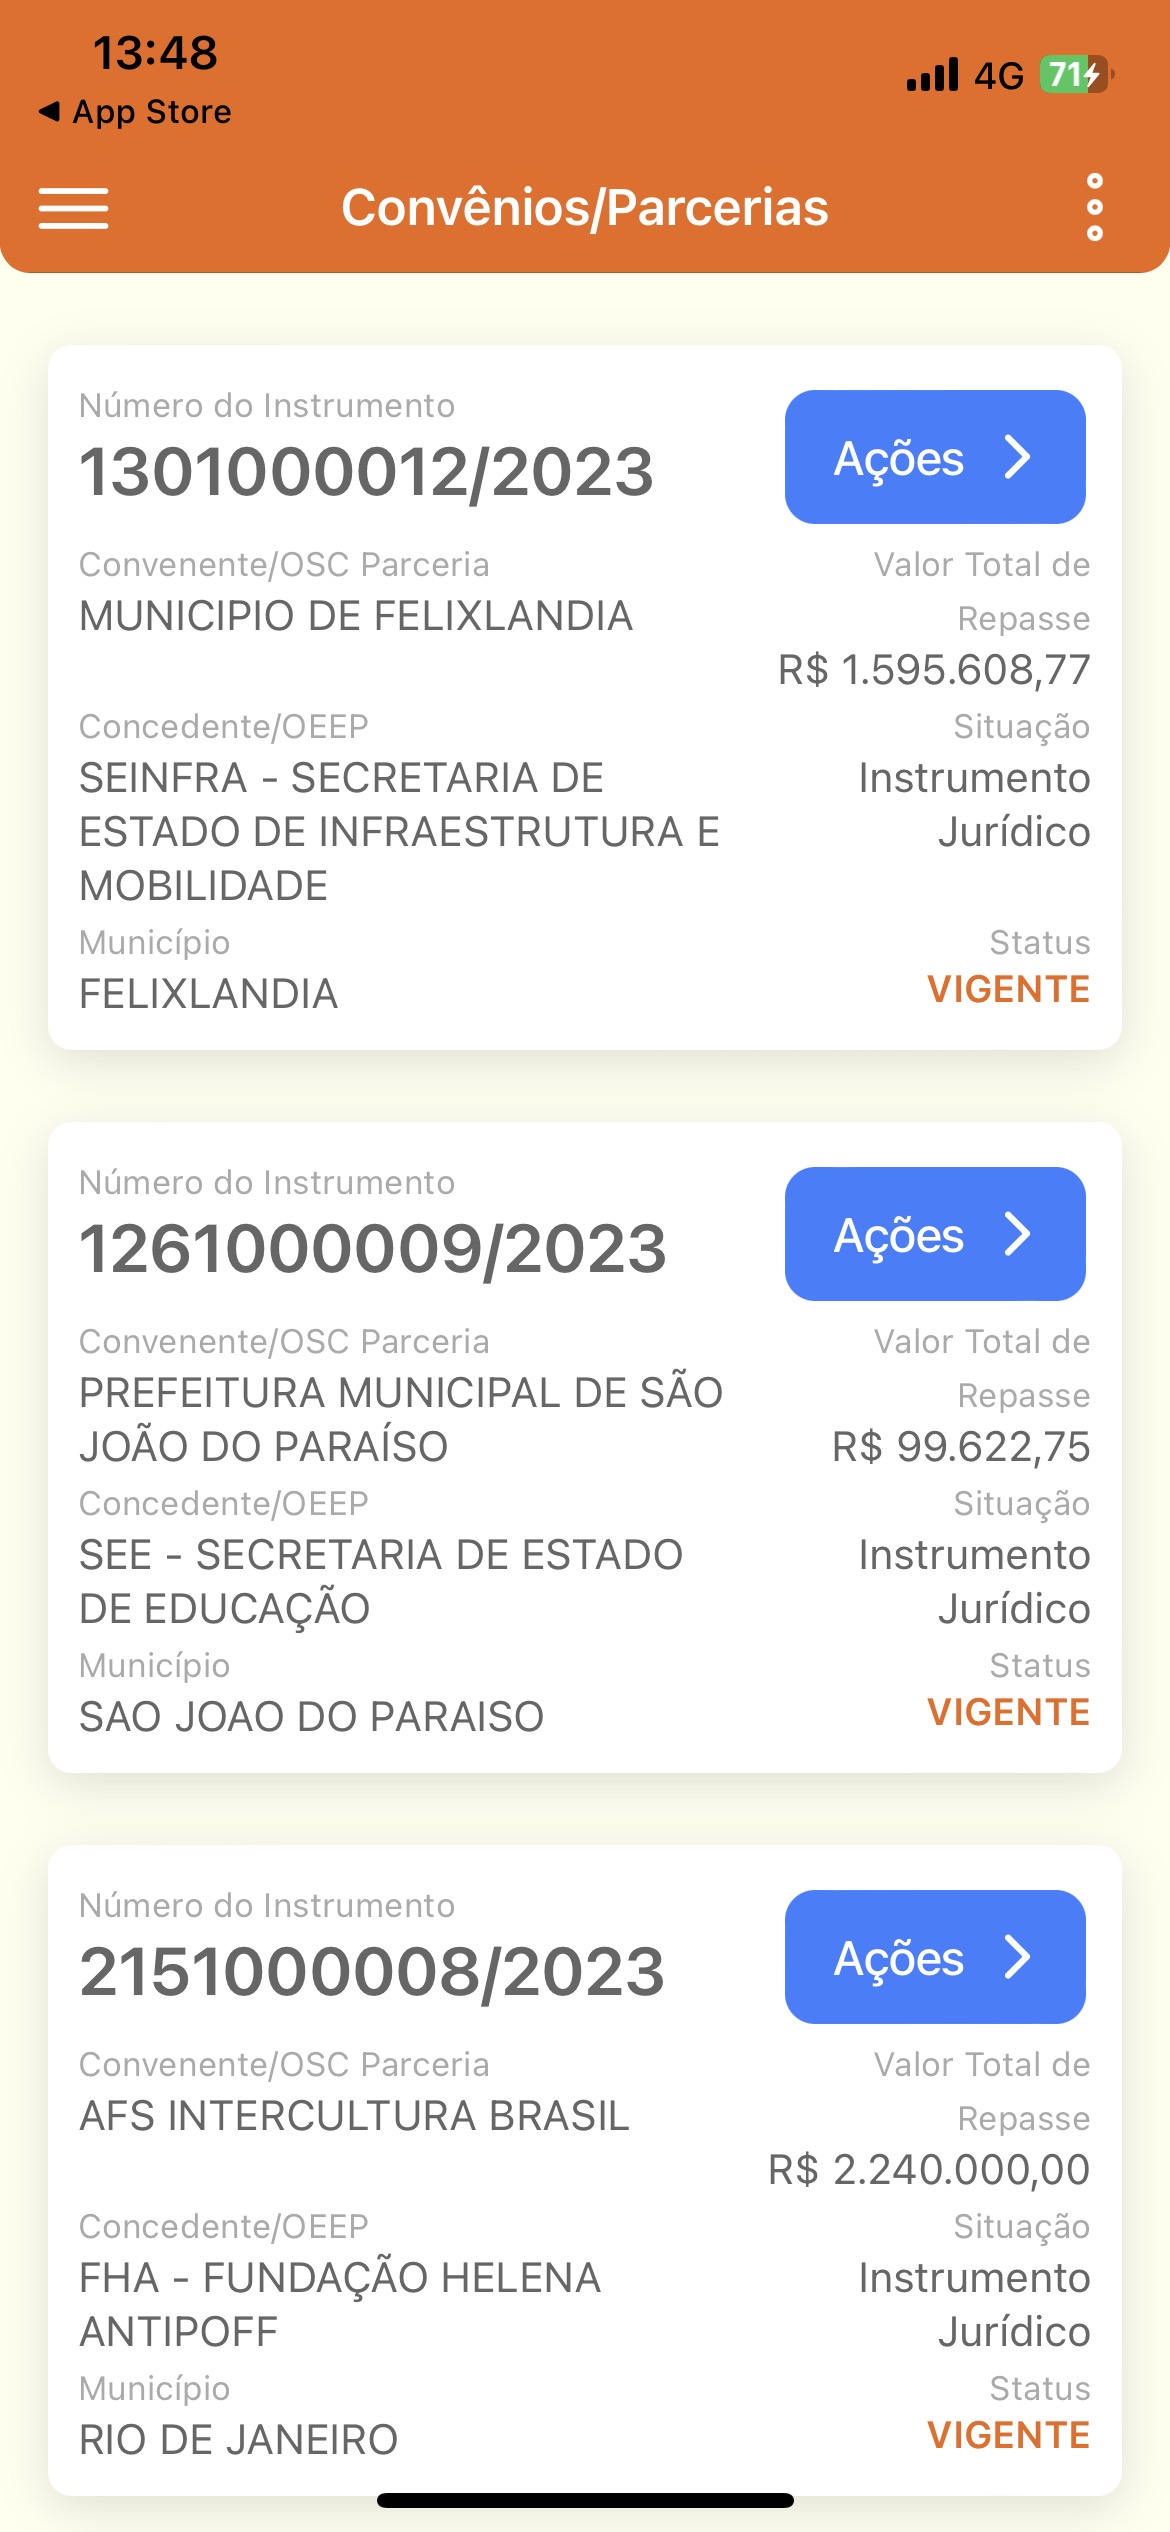 13:48
4G
71
App Store
Convênios/Parcerias
Número do Instrumento
1301000012/2023
Ações
Convenente/OSC Parceria
MUNICIPIO DE FELIXLANDIA
Valor Total de
Repasse
R$ 1.595.608,77
Concedente/OEEP
SEINFRA - SECRETARIA DE
ESTADO DE INFRAESTRUTURA E
MOBILIDADE
Situação
Instrumento
Jurídico
Município
FELIXLANDIA
Status
VIGENTE
Número do Instrumento
1261000009/2023
Ações
Convenente/OSC Parceria
PREFEITURA MUNICIPAL DE SÃO
JOÃO DO PARAÍSO
Valor Total de
Repasse
R$ 99.622,75
Concedente/OEEP
SEE - SECRETARIA DE ESTADO
DE EDUCAÇÃO
Situação
Instrumento
Jurídico
Município
SAO JOAO DO PARAISO
Status
VIGENTE
Número do Instrumento
2151000008/2023
Ações
Convenente/OSC Parceria
AFS INTERCULTURA BRASIL
Valor Total de
Repasse
R$ 2.240.000,00
Concedente/OEEP
FHA - FUNDAÇÃO HELENA
ANTIPOFF
Situação
Instrumento
Jurídico
Município
RIO DE JANEIRO
Status
VIGENTE